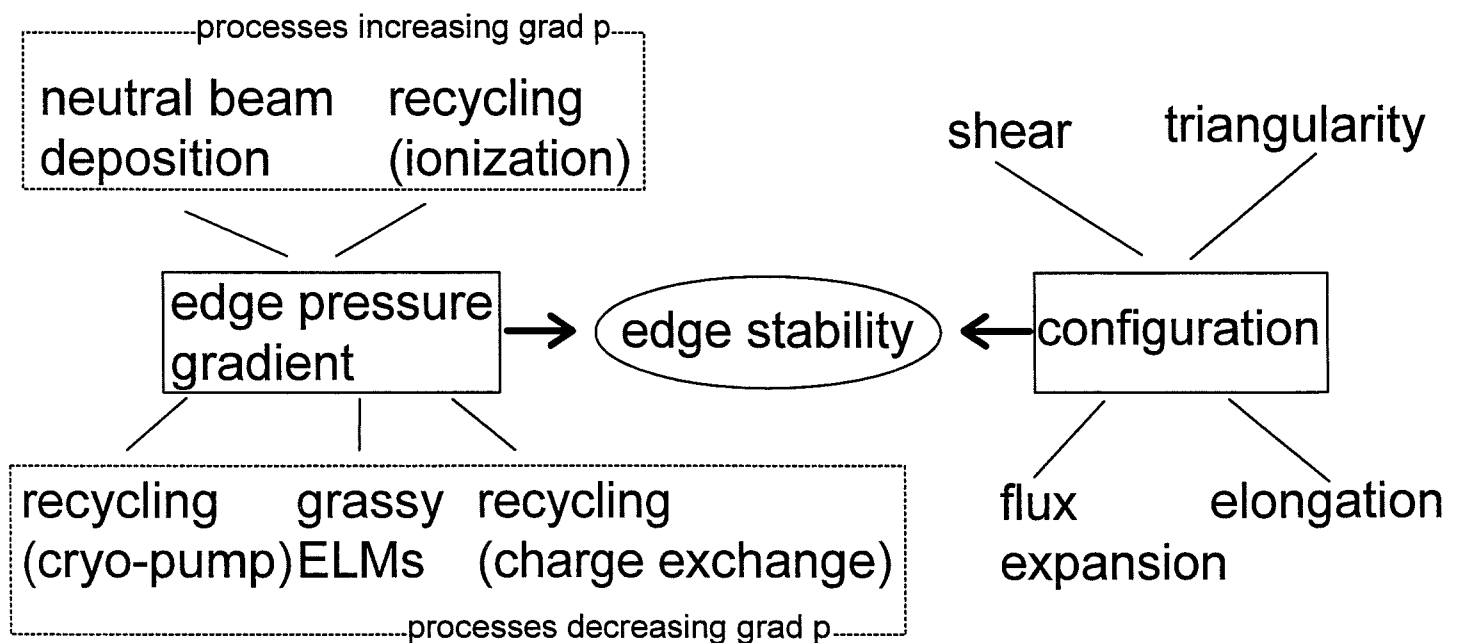 processes increasing grad p
neutral beam
deposition
recycling
(ionization)
shear
triangularity
edge pressure
gradient
edge stability
configuration
recycling
(cryo-pump)
grassy
ELMs
recycling
(charge exchange)
flux
expansion
elongation
processes decreasing grad p